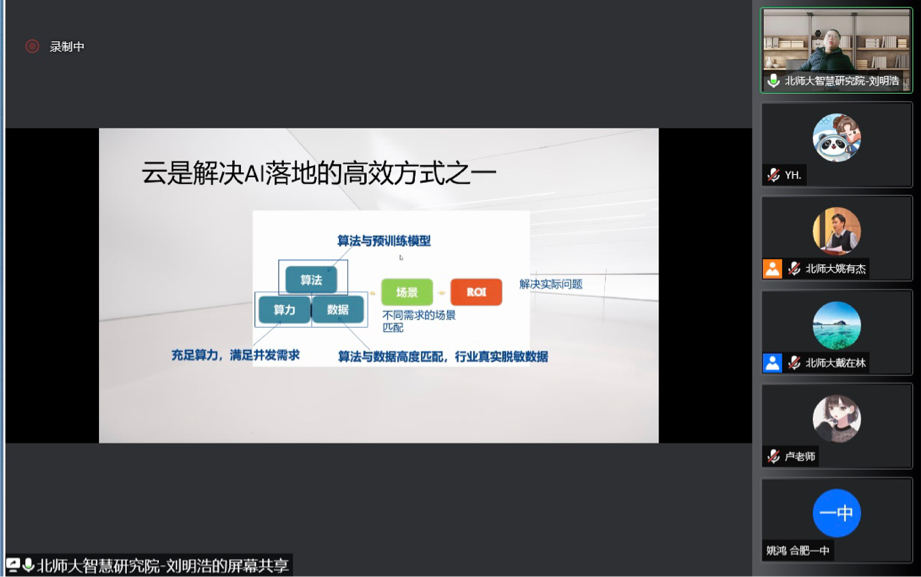 录制中
云是解决AI落地的高效方式之一
算法与预训练模型
算法
算力
数据
场景
ROI
解决实际问题
不同需求的场景
匹配
充足算力，满足并发需求
算法与数据高度匹配，行业真实脱敏数据
北师大智慧研究院-刘明浩的屏幕共享
北师大智慧研究院-刘明浩
YH.
北师大姚有杰
北师大戴在林
卢老师
一中
姚鸿 合肥一中